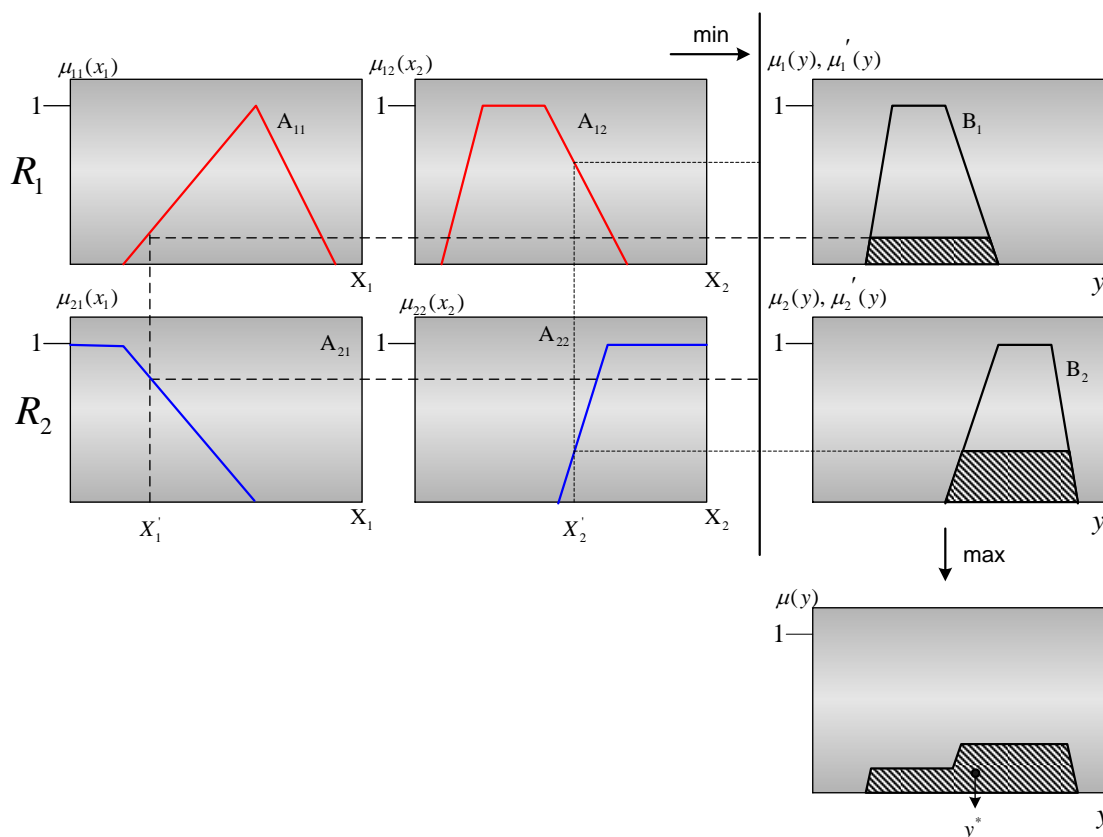 min
μ₁₁(x₁) μ₁₂(x₂) μ₁(y), μ₁′(y)
1 1 1
A₁₁ A₁₂ B₁
R₁
X₁ X₂ y
μ₂₁(x₁) μ₂₂(x₂) μ₂(y), μ₂′(y)
1 A₂₁ 1 A₂₂ 1
B₂
R₂
X₁ X₂ y
X₁′ X₂′
max
μ(y)
1
y
y*